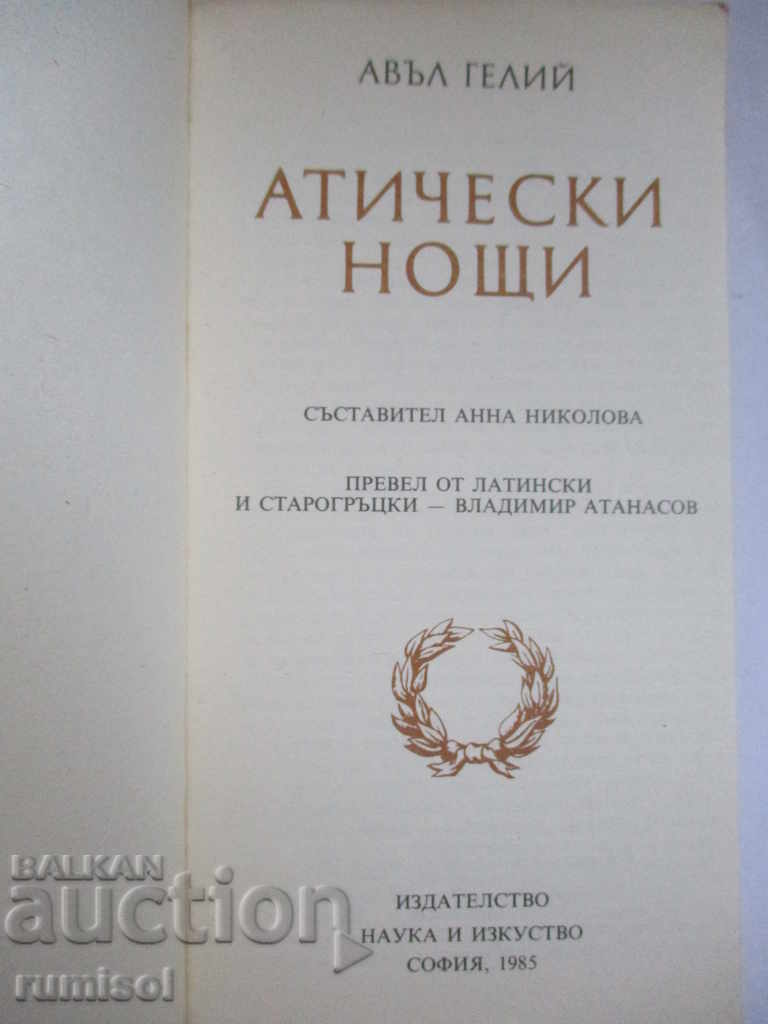 АВЪЛ ГЕЛИЙ
АТИЧЕСКИ
НОЩИ
СЪСТАВИТЕЛ АННА НИКОЛОВА
ПРЕВЕЛ ОТ ЛАТИНСКИ
И СТАРОГРЪЦКИ — ВЛАДИМИР АТАНАСОВ
ИЗДАТЕЛСТВО
НАУКА И ИЗКУСТВО
СОФИЯ, 1985
BALKAN
auction
rumisol